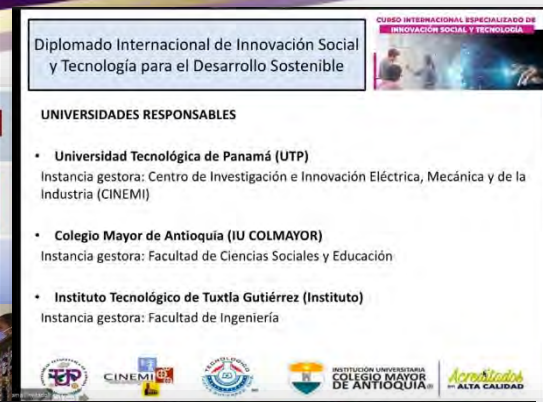 CURSO INTERNACIONAL ESPECIALIZADO DE
INNOVACIÓN SOCIAL Y TECNOLOGÍA
Diplomado Internacional de Innovación Social
y Tecnología para el Desarrollo Sostenible
UNIVERSIDADES RESPONSABLES
• Universidad Tecnológica de Panamá (UTP)
Instancia gestora: Centro de Investigación e Innovación Eléctrica, Mecánica y de la
Industria (CINEMI)
• Colegio Mayor de Antioquia (IU COLMAYOR)
Instancia gestora: Facultad de Ciencias Sociales y Educación
• Instituto Tecnológico de Tuxtla Gutiérrez (Instituto)
Instancia gestora: Facultad de Ingeniería
UTP
CINEMI
INSTITUCIÓN UNIVERSITARIA
COLEGIO MAYOR
DE ANTIOQUIA
Acreditados
EN ALTA CALIDAD